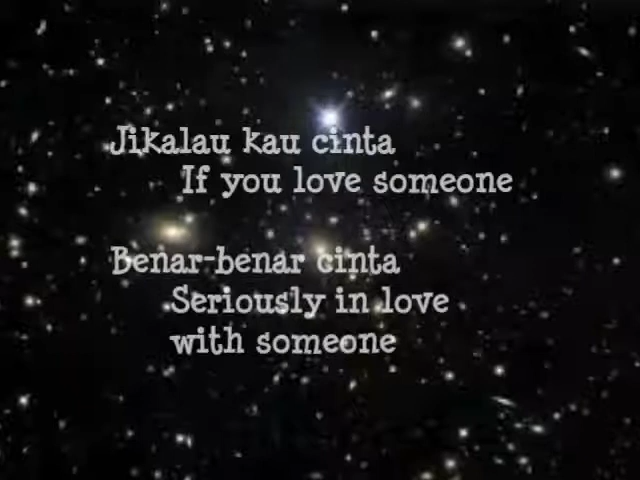 Jikalau kau cinta
If you love someone
Benar-benar cinta
Seriously in love
with someone